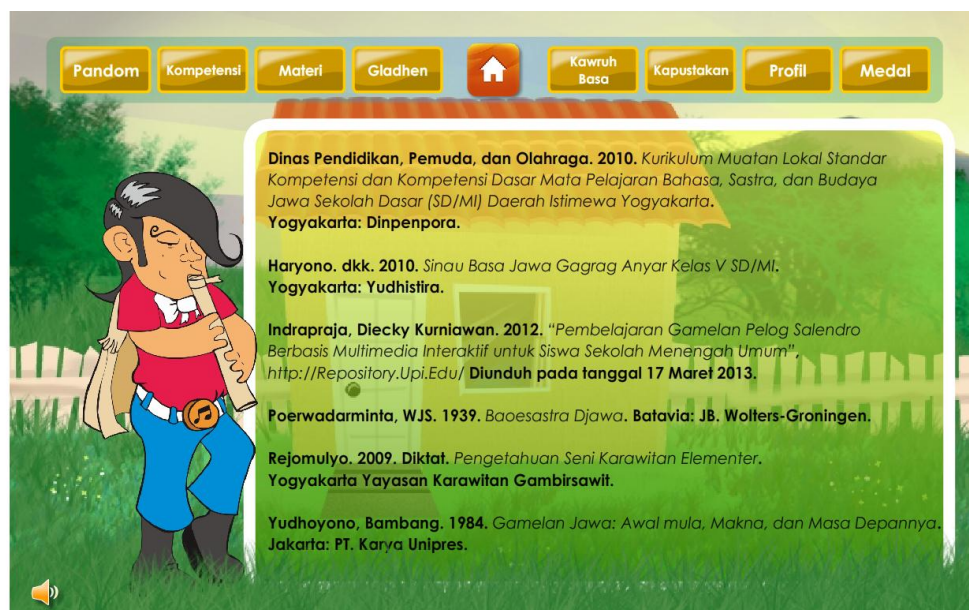 Pandom
Kompetensi
Materi
Gladhen
Kawruh
Basa
Kapustakan
Profil
Medal
Dinas Pendidikan, Pemuda, dan Olahraga. 2010. Kurikulum Muatan Lokal Standar
Kompetensi dan Kompetensi Dasar Mata Pelajaran Bahasa, Sastra, dan Budaya
Jawa Sekolah Dasar (SD/MI) Daerah Istimewa Yogyakarta.
Yogyakarta: Dinpenpora.
Haryono. dkk. 2010. Sinau Basa Jawa Gagrag Anyar Kelas V SD/MI.
Yogyakarta: Yudhistira.
Indrapraja, Diecky Kurniawan. 2012. “Pembelajaran Gamelan Pelog Salendro
Berbasis Multimedia Interaktif untuk Siswa Sekolah Menengah Umum”,
http://Repository.Upi.Edu/ Diunduh pada tanggal 17 Maret 2013.
Poerwadarminta, WJS. 1939. Baoesastra Djawa. Batavia: JB. Wolters-Groningen.
Rejomulyo. 2009. Diktat. Pengetahuan Seni Karawitan Elementer.
Yogyakarta Yayasan Karawitan Gambirsawit.
Yudhoyono, Bambang. 1984. Gamelan Jawa: Awal mula, Makna, dan Masa Depannya.
Jakarta: PT. Karya Unipres.